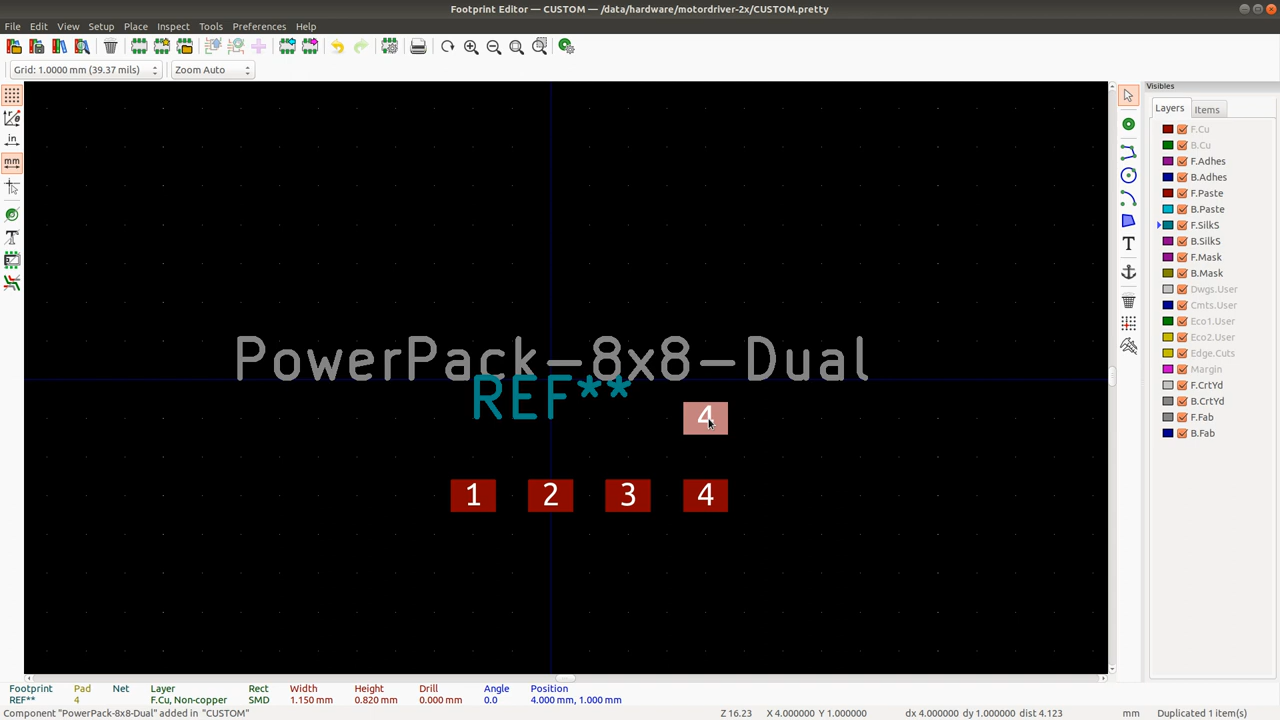 Footprint Editor — CUSTOM — /data/hardware/motordriver-2x/CUSTOM.pretty
File Edit View Setup Place Inspect Tools Preferences Help
Grid: 1.0000 mm (39.37 mils) Zoom Auto
in
mm
Visibles
Layers Items
F.Cu
B.Cu
F.Adhes
B.Adhes
F.Paste
B.Paste
F.SilkS
B.SilkS
F.Mask
B.Mask
Dwgs.User
Cmts.User
Eco1.User
Eco2.User
Edge.Cuts
Margin
F.CrtYd
B.CrtYd
F.Fab
B.Fab
PowerPack-8x8-Dual
REF**
4
1 2 3 4
Footprint Pad Net Layer Rect Width Height Drill Angle Position
REF** 4 F.Cu, Non-copper SMD 1.150 mm 0.820 mm 0.000 mm 0.0 4.000 mm, 1.000 mm
Component "PowerPack-8x8-Dual" added in "CUSTOM" Z 16.23 X 4.000000 Y 1.000000 dx 4.000000 dy 1.000000 dist 4.123 mm Duplicated 1 item(s)